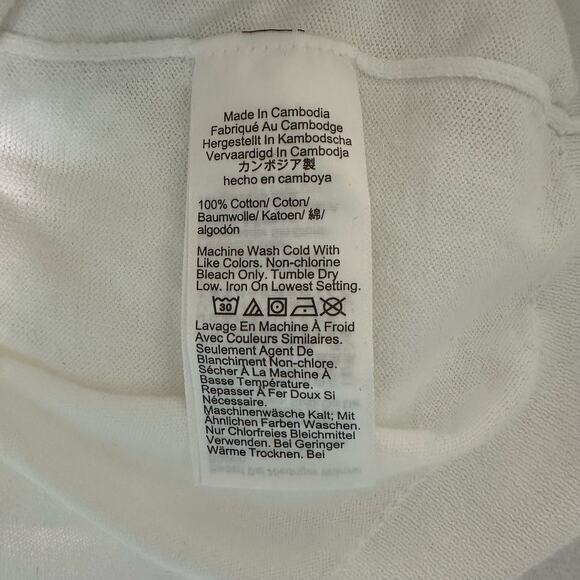 Made In Cambodia
Fabriqué Au Cambodge
Hergestellt In Kambodscha
Vervaardigd In Cambodja
カンボジア製
hecho en camboya
100% Cotton/ Coton/
Baumwolle/ Katoen/ 綿/
algodón
Machine Wash Cold With
Like Colors. Non-chlorine
Bleach Only. Tumble Dry
Low. Iron On Lowest Setting.
30
Lavage En Machine À Froid
Avec Couleurs Similaires.
Seulement Agent De
Blanchiment Non-chlore.
Sécher À La Machine À
Basse Température.
Repasser À Fer Doux Si
Nécessaire.
Maschinenwäsche Kalt; Mit
Ähnlichen Farben Waschen.
Nur Chlorfreies Bleichmittel
Verwenden. Bei Geringer
Wärme Trocknen. Bei